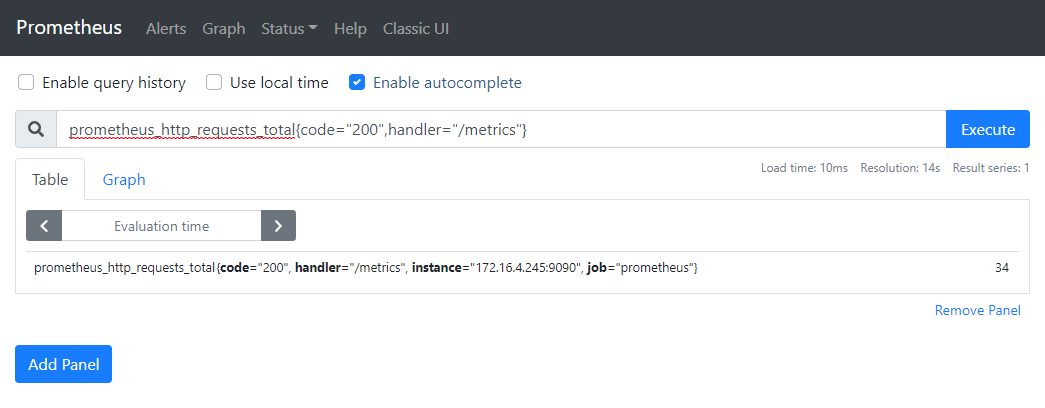 Prometheus Alerts Graph Status Help Classic UI
Enable query history Use local time Enable autocomplete
prometheus_http_requests_total{code="200",handler="/metrics"} Execute
Load time: 10ms Resolution: 14s Result series: 1
Table Graph
Evaluation time
prometheus_http_requests_total{code="200", handler="/metrics", instance="172.16.4.245:9090", job="prometheus"} 34
Remove Panel
Add Panel